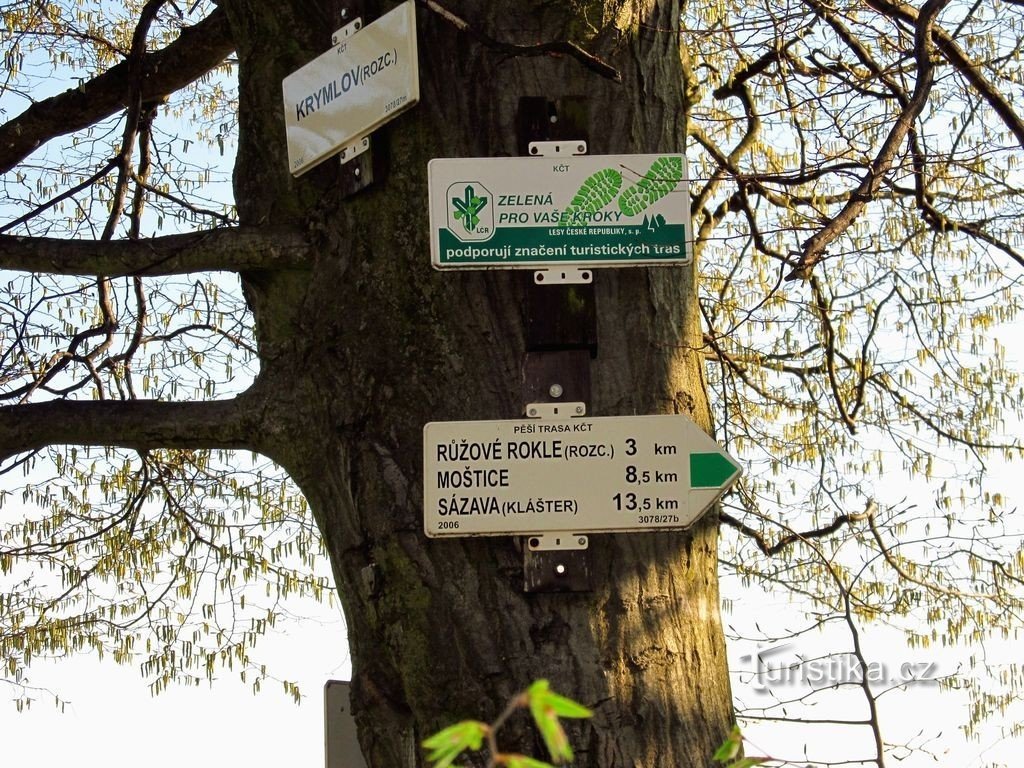 KČT
KRYMLOV(ROZC.)
2006 3078/27m
KČT
ZELENÁ
PRO VAŠE KROKY
LČR
LESY ČESKÉ REPUBLIKY, s. p.
podporují značení turistických tras
PĚŠÍ TRASA KČT
RŮŽOVÉ ROKLE(ROZC.) 3 km
MOŠTICE 8,5 km
SÁZAVA(KLÁŠTER) 13,5 km
2006 3078/27b
Turistika.cz